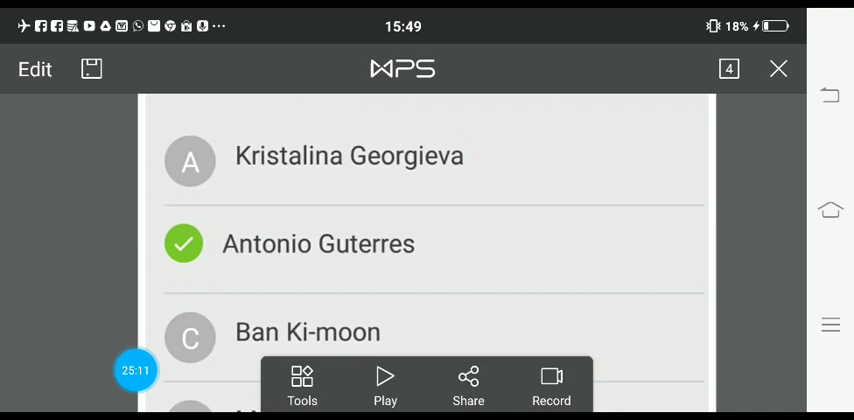 15:49
18%
Edit
WPS
4
A Kristalina Georgieva
Antonio Guterres
C Ban Ki-moon
25:11
Tools Play Share Record